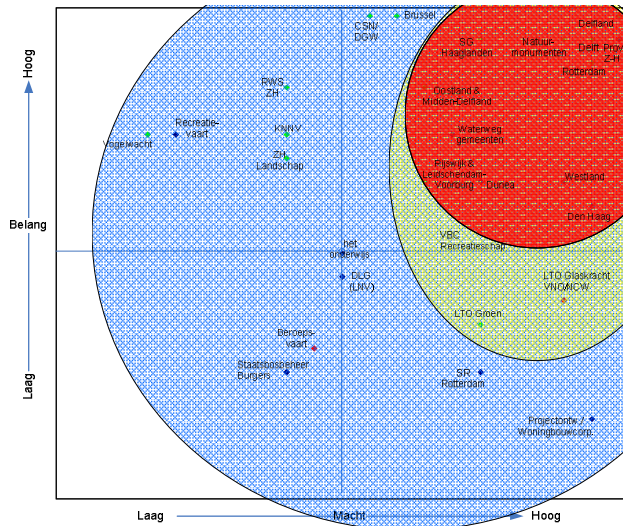 Brussel
CSN/
DGW
Delfland
SG
Haaglanden
Natuur-
monumenten
Delft Prov
Z-H
Rotterdam
Hoog
RWS
ZH
Oostland &
Midden-Delfland
Recreatie-
vaart
Vogelwacht
KNNV
Waterweg
gemeenten
ZH
Landschap
Rijswijk &
Leidschendam-
Voorburg
Dunea
Westland
Den Haag
Belang
VBC
Recreatieschap
het
onderwijs
DLG
(LNV)
LTO Glaskracht
VNO/NCW
LTO Groen
Beroeps-
vaart
Laag
Staatsbosbeheer
Burgers
SR
Rotterdam
Projectontw /
Woningbouwcorp.
Laag
Macht
Hoog